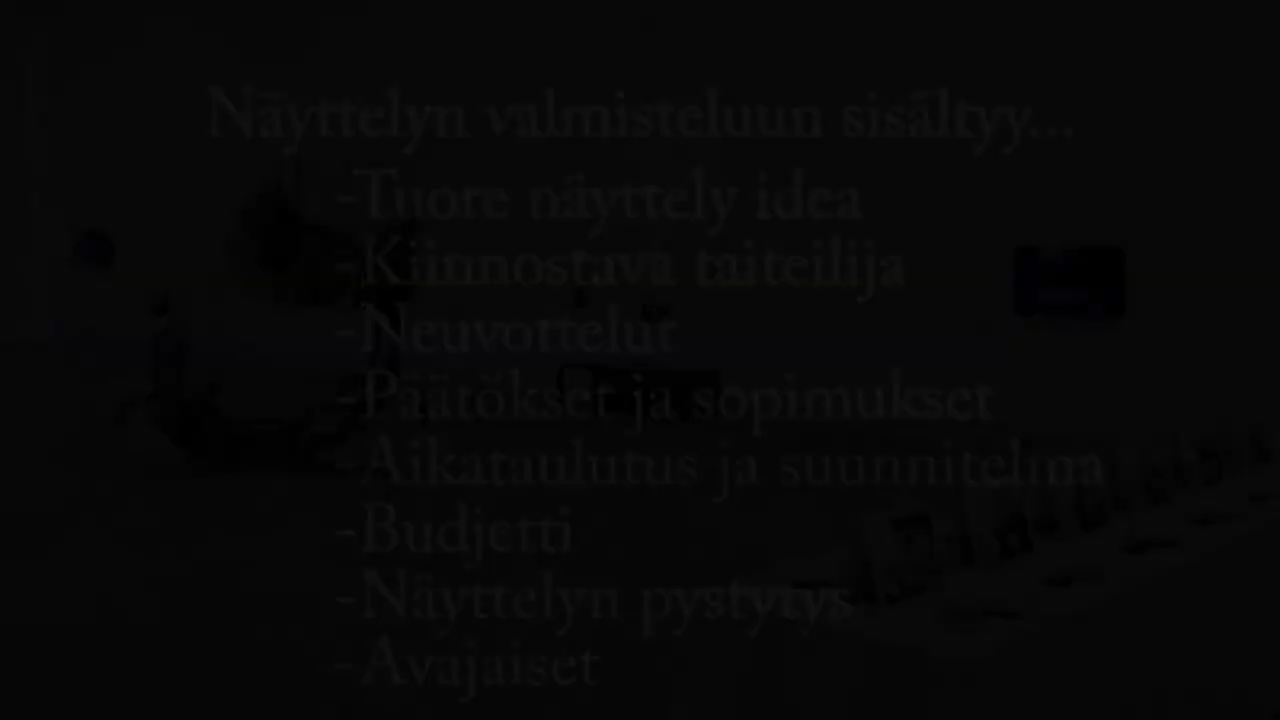 Näyttelyn valmisteluun sisältyy...
-Tuore näyttely idea
-Kiinnostava taiteilija
-Neuvottelut
-Päätökset ja sopimukset
-Aikataulutus ja suunnitelma
-Budjetti
-Näyttelyn pystytys
-Avajaiset